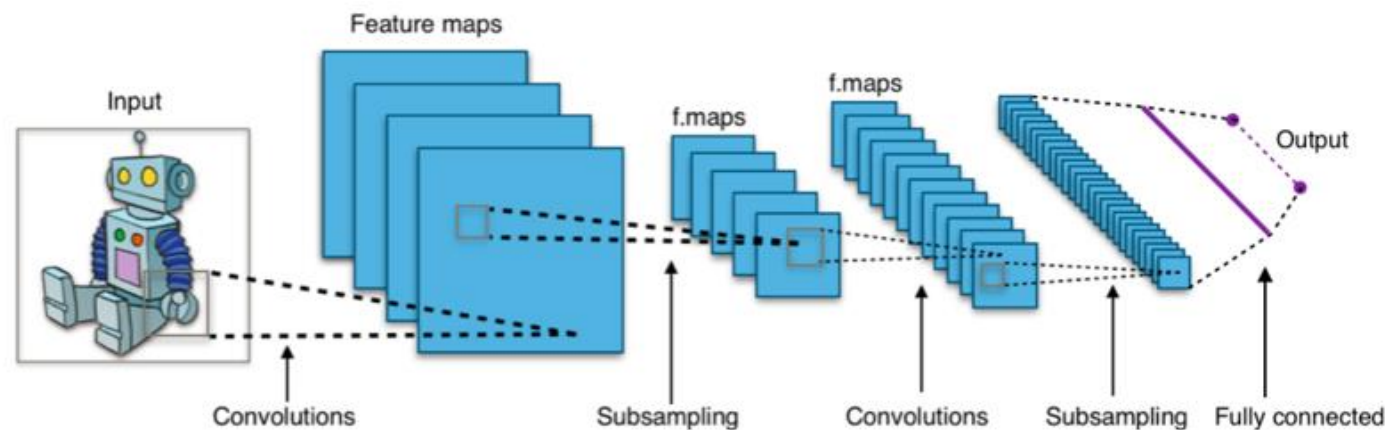 Feature maps
Input
f.maps
f.maps
Output
Convolutions
Subsampling
Convolutions
Subsampling
Fully connected